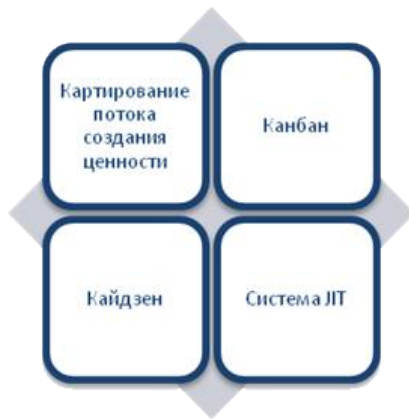 Картирование
потока
создания
ценности
Канбан
Кайдзен
Система JIT